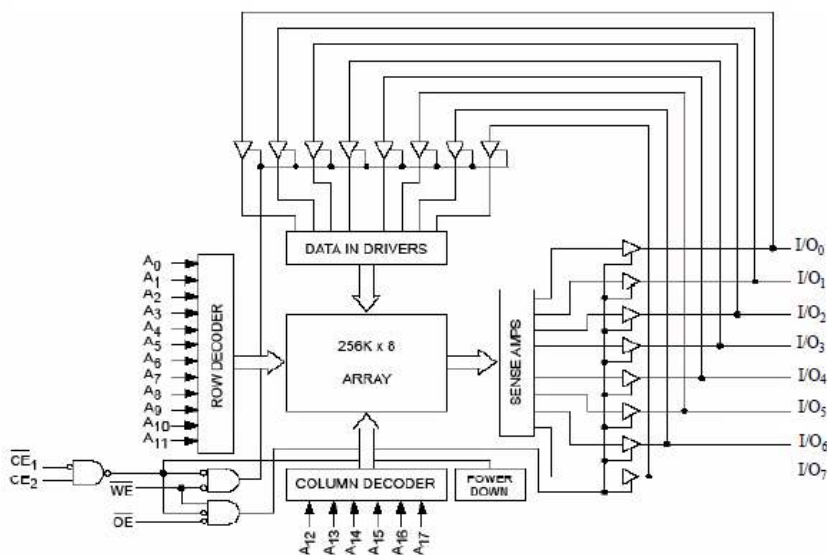 DATA IN DRIVERS
A0
A1
A2
A3
A4
A5
A6
A7
A8
A9
A10
A11
ROW DECODER
256K x 8
ARRAY
SENSE AMPS
I/O0
I/O1
I/O2
I/O3
I/O4
I/O5
I/O6
I/O7
CE1
CE2
WE
OE
COLUMN DECODER
POWER
DOWN
A12
A13
A14
A15
A16
A17